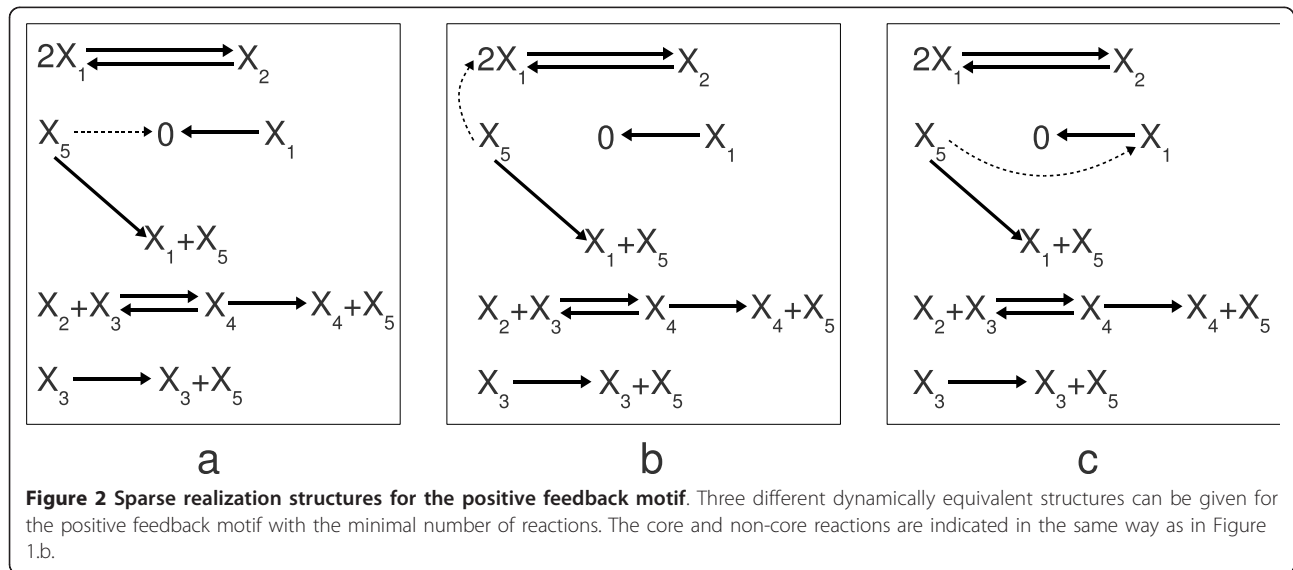 2X1 X2
X5 0 X1
X1+X5
X2+X3 X4 X4+X5
X3 X3+X5
a
2X1 X2
X5 0 X1
X1+X5
X2+X3 X4 X4+X5
X3 X3+X5
b
2X1 X2
X5 0 X1
X1+X5
X2+X3 X4 X4+X5
X3 X3+X5
c
Figure 2 Sparse realization structures for the positive feedback motif. Three different dynamically equivalent structures can be given for
the positive feedback motif with the minimal number of reactions. The core and non-core reactions are indicated in the same way as in Figure
1.b.